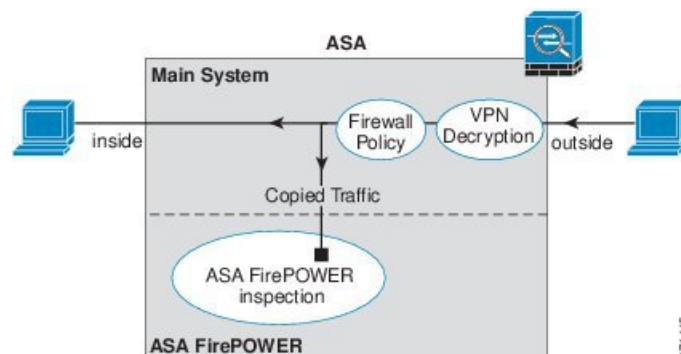 ASA
Main System
inside
Firewall
Policy
VPN
Decryption
outside
Copied Traffic
ASA FirePOWER
inspection
ASA FirePOWER